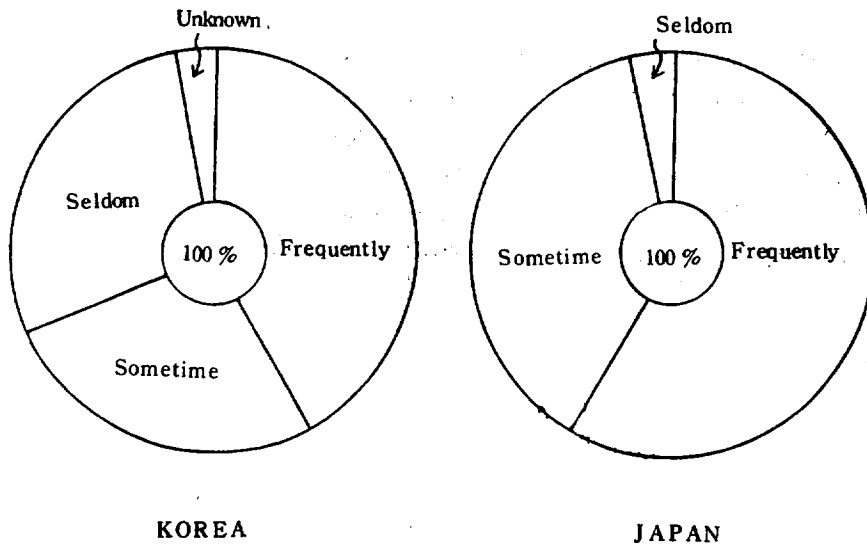 Unknown
Seldom
100 %
Frequently
Sometime
KOREA
Seldom
Sometime
100 %
Frequently
JAPAN